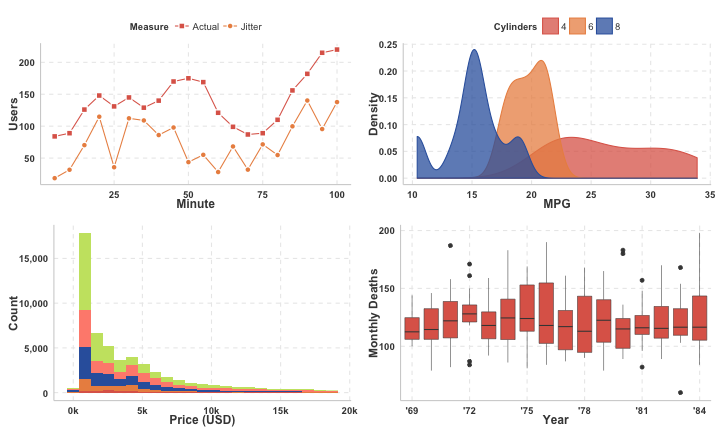 Measure Actual Jitter
Users
200
150
100
50
25 50 75 100
Minute
Cylinders 4 6 8
Density
0.25
0.20
0.15
0.10
0.05
0.00
10 15 20 25 30 35
MPG
Count
15,000
10,000
5,000
0
0k 5k 10k 15k 20k
Price (USD)
Monthly Deaths
200
150
100
'69 '72 '75 '78 '81 '84
Year